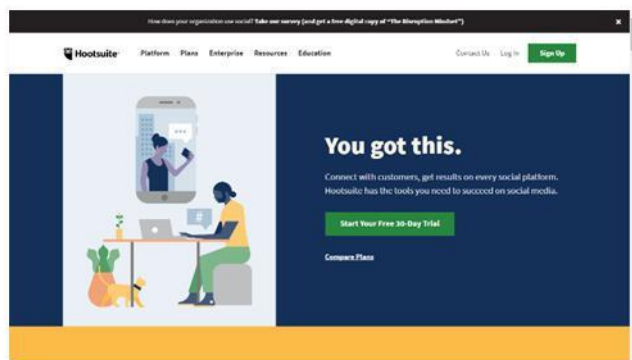 How does your organization use social? Take our survey (and get a free digital copy of "The Disruption Mindset")
×
Hootsuite
Platform Plans Enterprise Resources Education
Contact Us Log In Sign Up
You got this.
Connect with customers, get results on every social platform.
Hootsuite has the tools you need to succeed on social media.
Start Your Free 30-Day Trial
Compare Plans
#